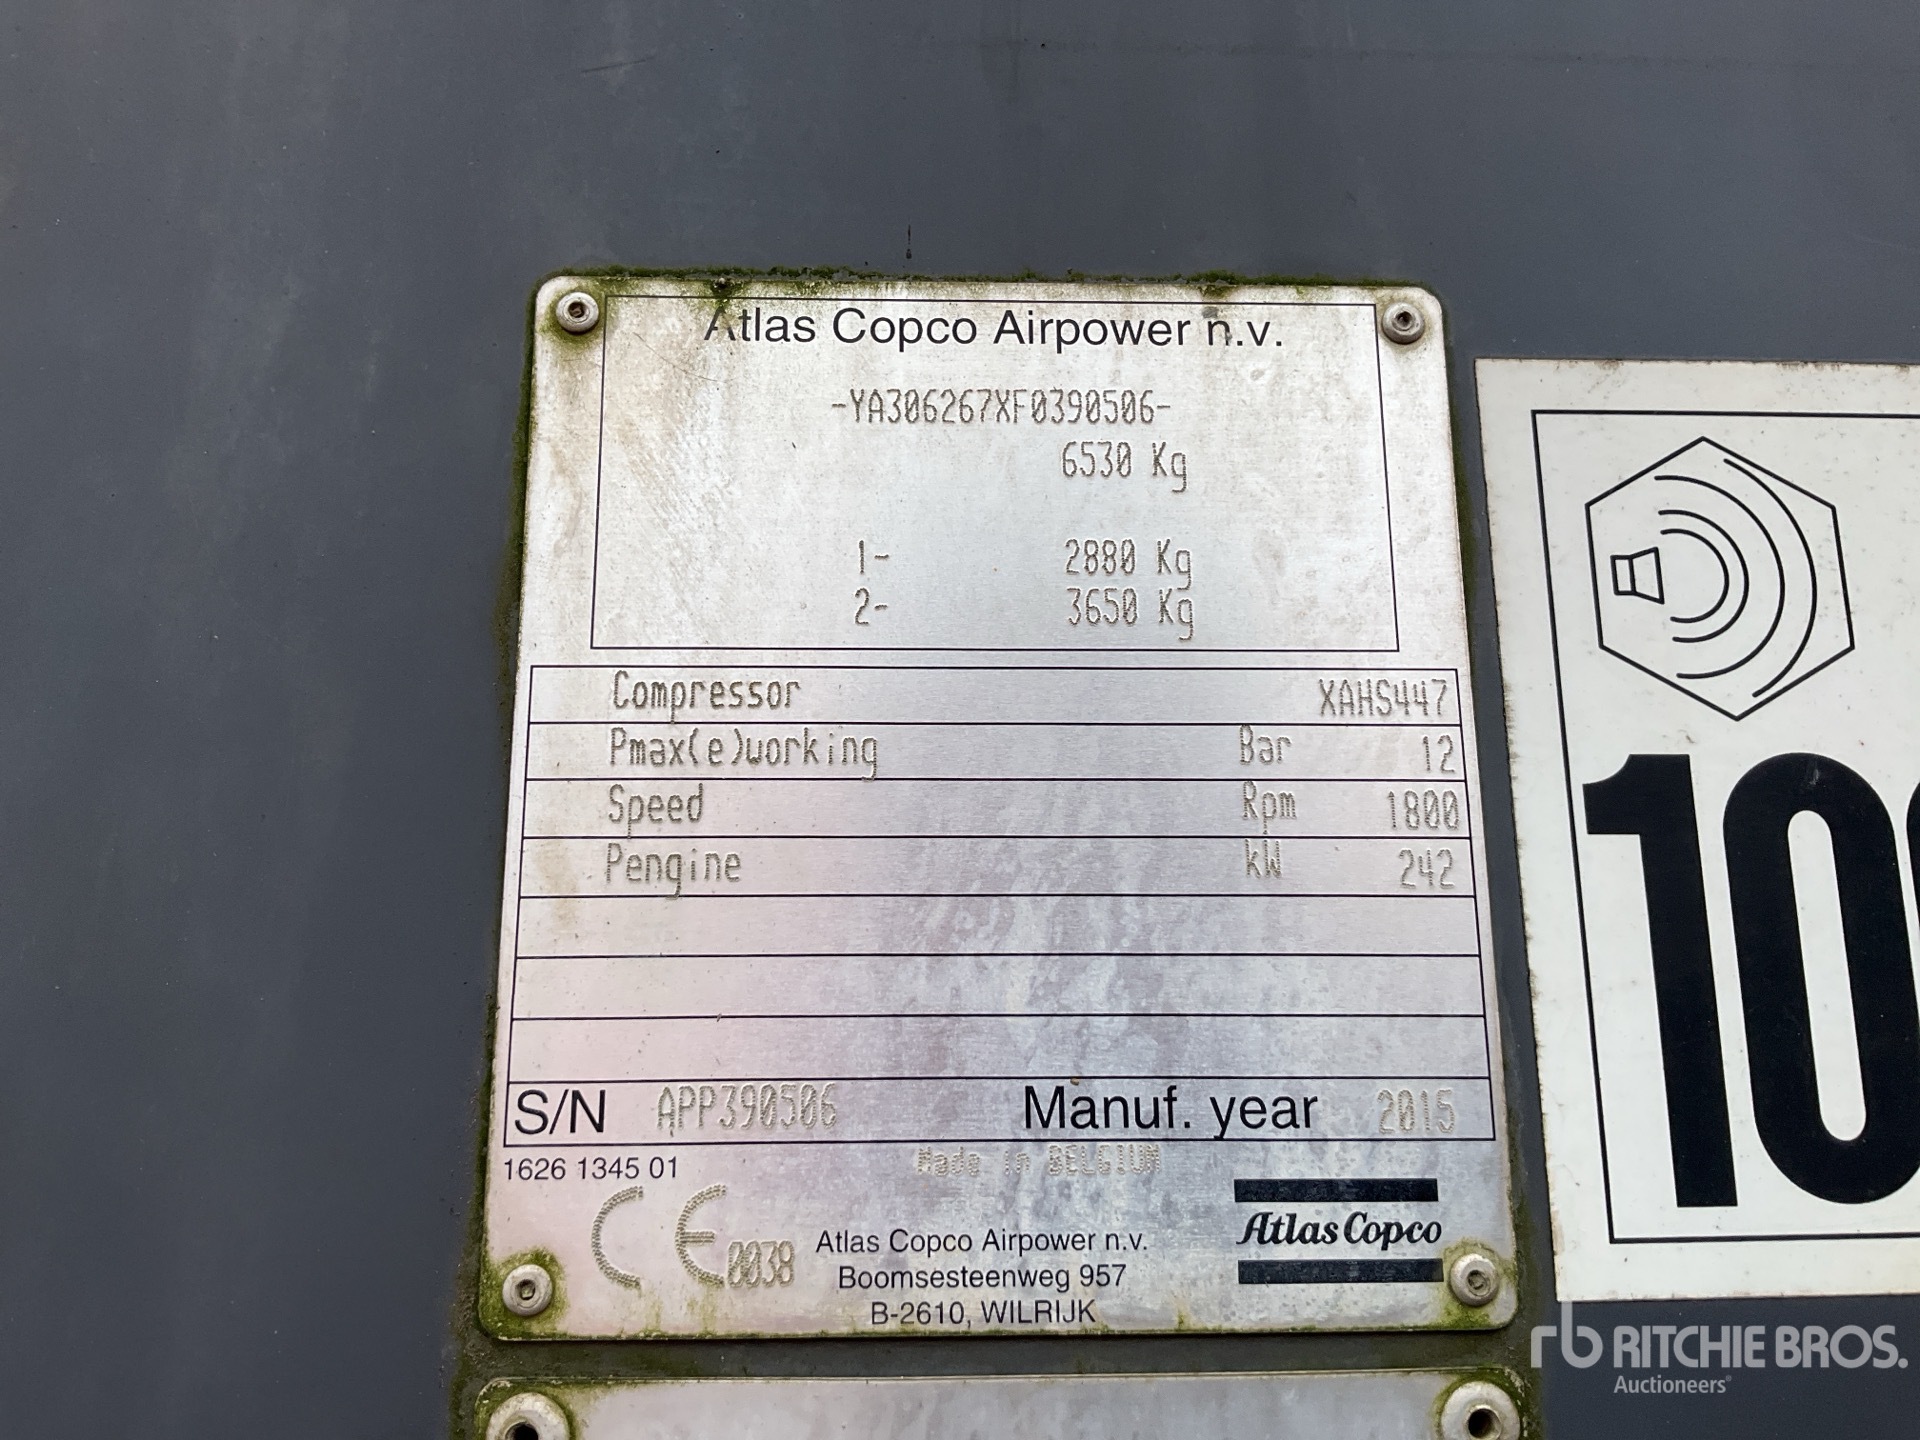 Atlas Copco Airpower n.v.
-YA306267XF0390506-
6530 Kg
1- 2880 Kg
2- 3650 Kg
Compressor XAHS447
Pmax(e)working Bar 12
Speed Rpm 1800
Pengine kW 242
S/N APP390506 Manuf. year 2015
1626 1345 01 Made in BELGIUM
CE 0038
Atlas Copco Airpower n.v.
Boomsesteenweg 957
B-2610, WILRIJK
Atlas Copco
rb RITCHIE BROS.
Auctioneers